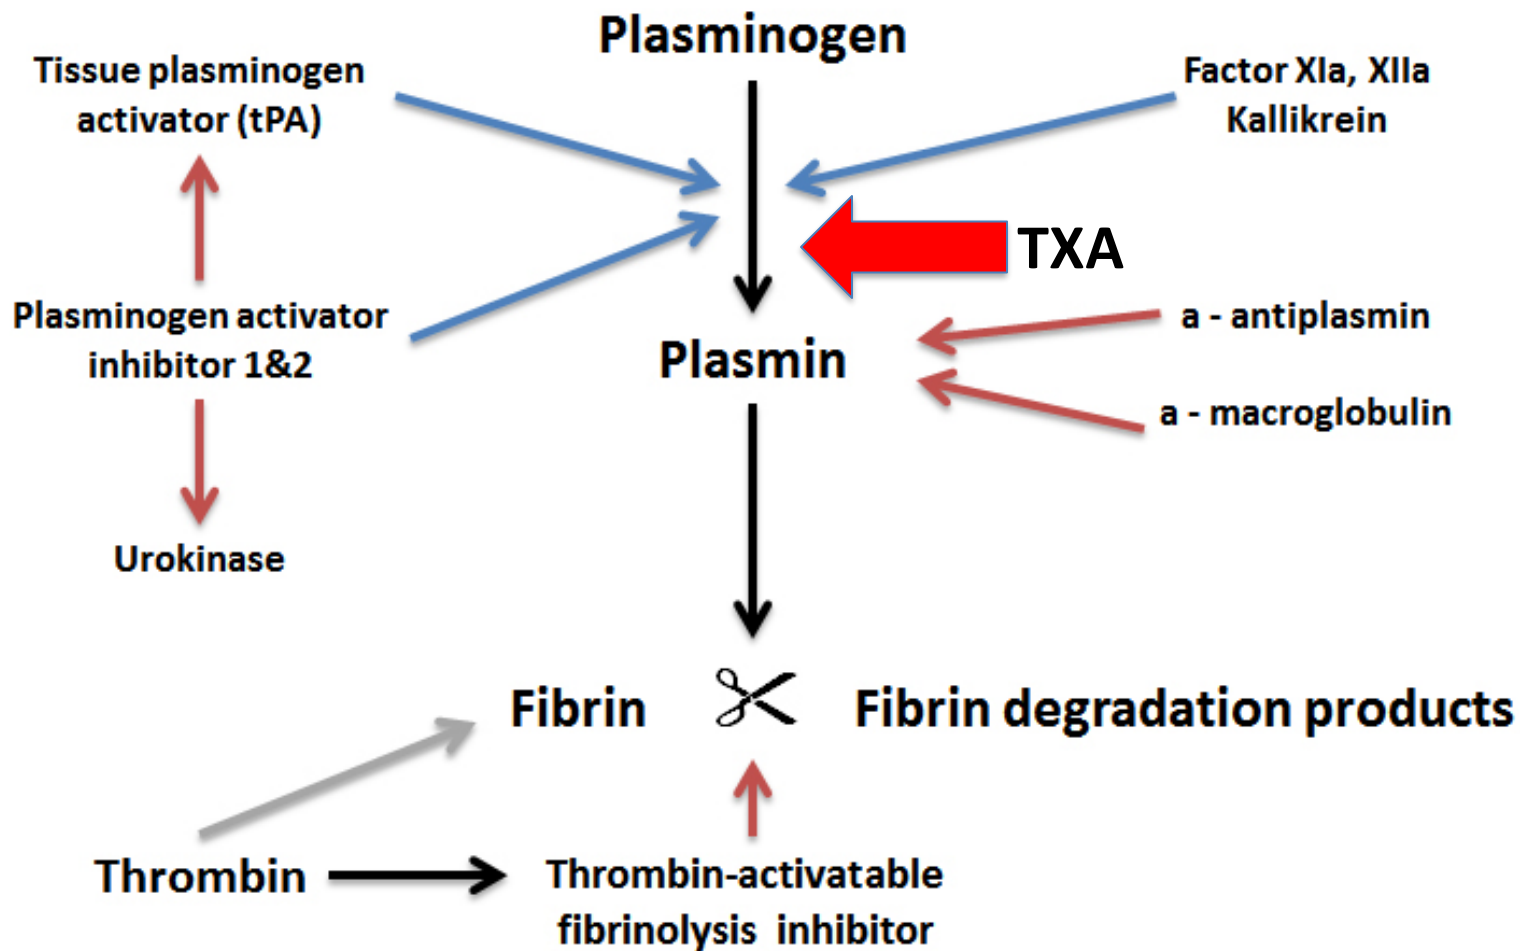 Plasminogen
Tissue plasminogen
activator (tPA)
Factor XIa, XIIa
Kallikrein
TXA
Plasminogen activator
inhibitor 1&2
a - antiplasmin
Plasmin
a - macroglobulin
Urokinase
Fibrin
Fibrin degradation products
Thrombin
Thrombin-activatable
fibrinolysis inhibitor